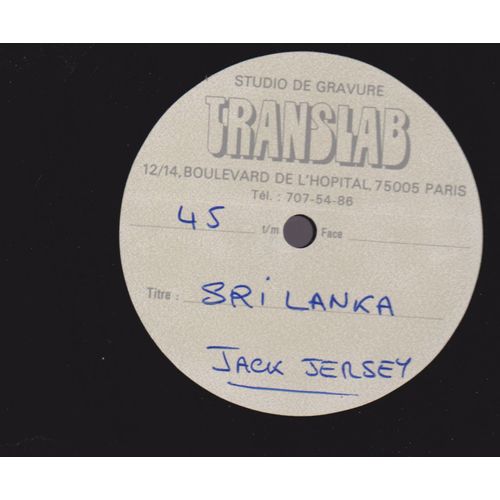 STUDIO DE GRAVURE
TRANSLAB
12/14, BOULEVARD DE L'HOPITAL, 75005 PARIS
Tél. : 707-54-86
45 t/m Face
Titre : SRI LANKA
JACK JERSEY